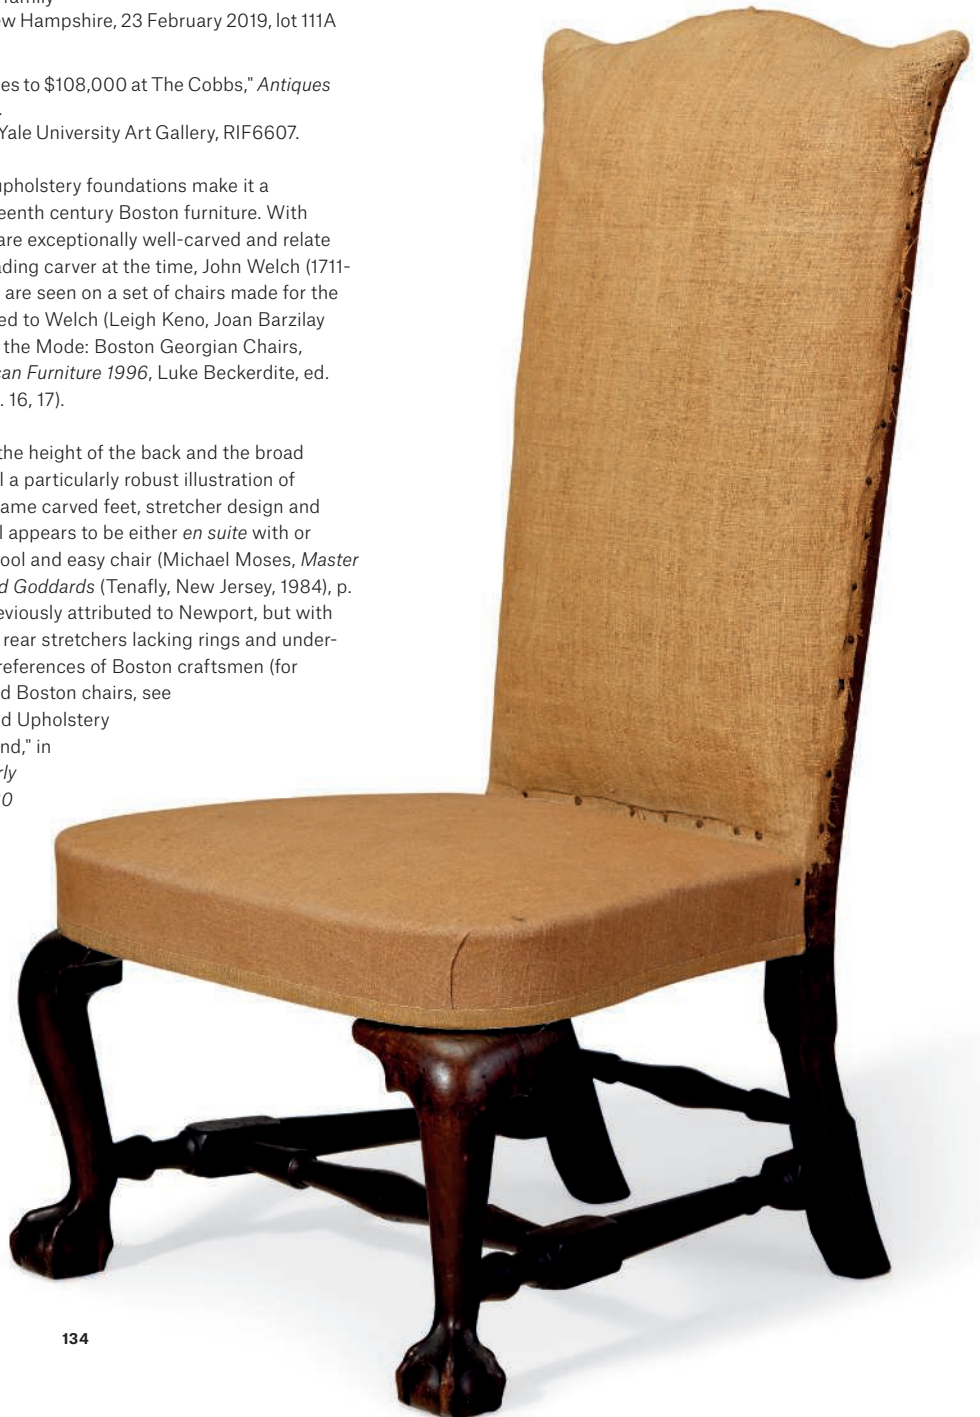 family
ew Hampshire, 23 February 2019, lot 111A
es to $108,000 at The Cobbs," Antiques
Yale University Art Gallery, RIF6607.
upholstery foundations make it a
eenth century Boston furniture. With
are exceptionally well-carved and relate
ading carver at the time, John Welch (1711-
are seen on a set of chairs made for the
ed to Welch (Leigh Keno, Joan Barzilay
the Mode: Boston Georgian Chairs,
can Furniture 1996, Luke Beckerdite, ed.
. 16, 17).
the height of the back and the broad
l a particularly robust illustration of
ame carved feet, stretcher design and
l appears to be either en suite with or
ool and easy chair (Michael Moses, Master
d Goddards (Tenafly, New Jersey, 1984), p.
eviously attributed to Newport, but with
rear stretchers lacking rings and under-
references of Boston craftsmen (for
d Boston chairs, see
d Upholstery
nd," in
rly
0
134